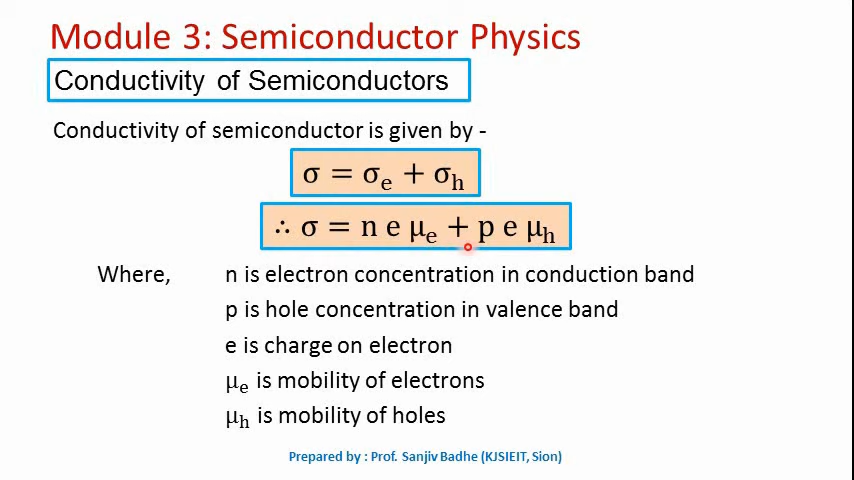 Module 3: Semiconductor Physics
Conductivity of Semiconductors
Conductivity of semiconductor is given by -
σ = σₑ + σₕ
∴ σ = n e μₑ + p e μₕ
Where, n is electron concentration in conduction band
p is hole concentration in valence band
e is charge on electron
μₑ is mobility of electrons
μₕ is mobility of holes
Prepared by : Prof. Sanjiv Badhe (KJSIEIT, Sion)